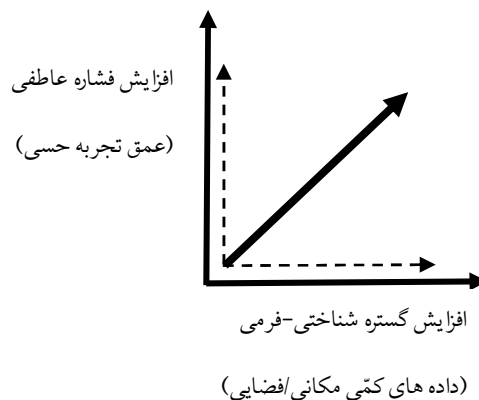 افزایش فشاره عاطفی
(عمق تجربه حسی)
افزایش گستره شناختی-فرمی
(داده های کمّی مکانی/فضایی)